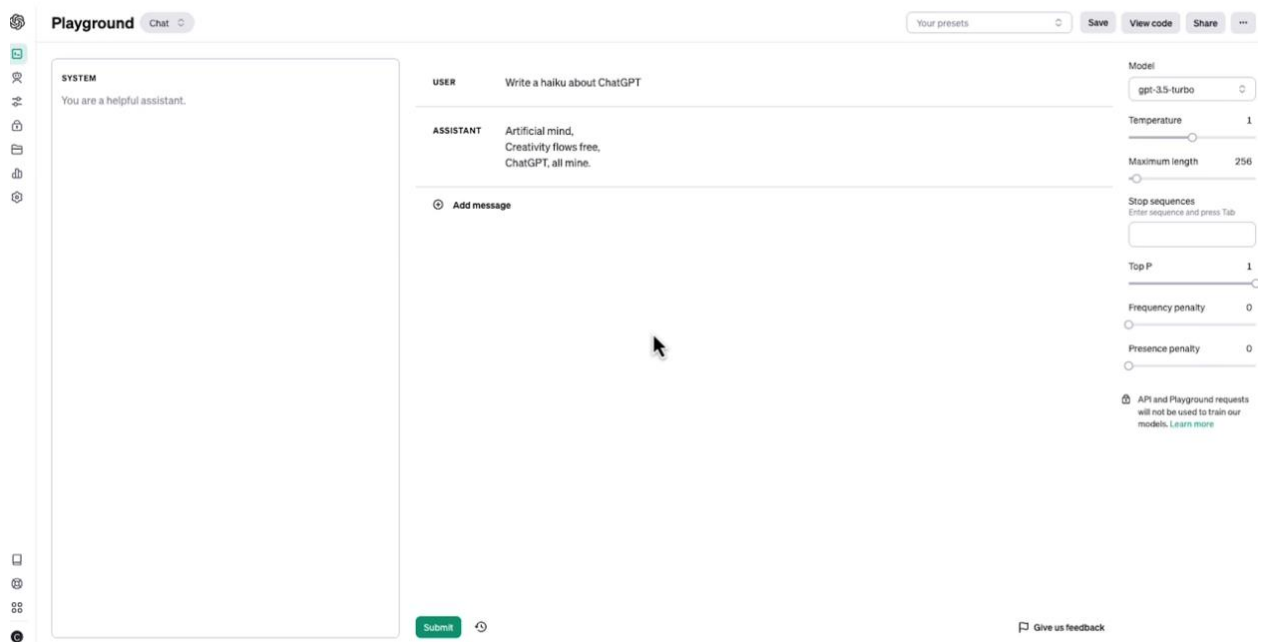 Playground
Chat
Your presets
Save
View code
Share
SYSTEM
You are a helpful assistant.
USER
Write a haiku about ChatGPT
ASSISTANT
Artificial mind,
Creativity flows free,
ChatGPT, all mine.
Add message
Model
gpt-3.5-turbo
Temperature 1
Maximum length 256
Stop sequences
Enter sequence and press Tab
Top P 1
Frequency penalty 0
Presence penalty 0
API and Playground requests
will not be used to train our
models. Learn more
Submit
Give us feedback
C